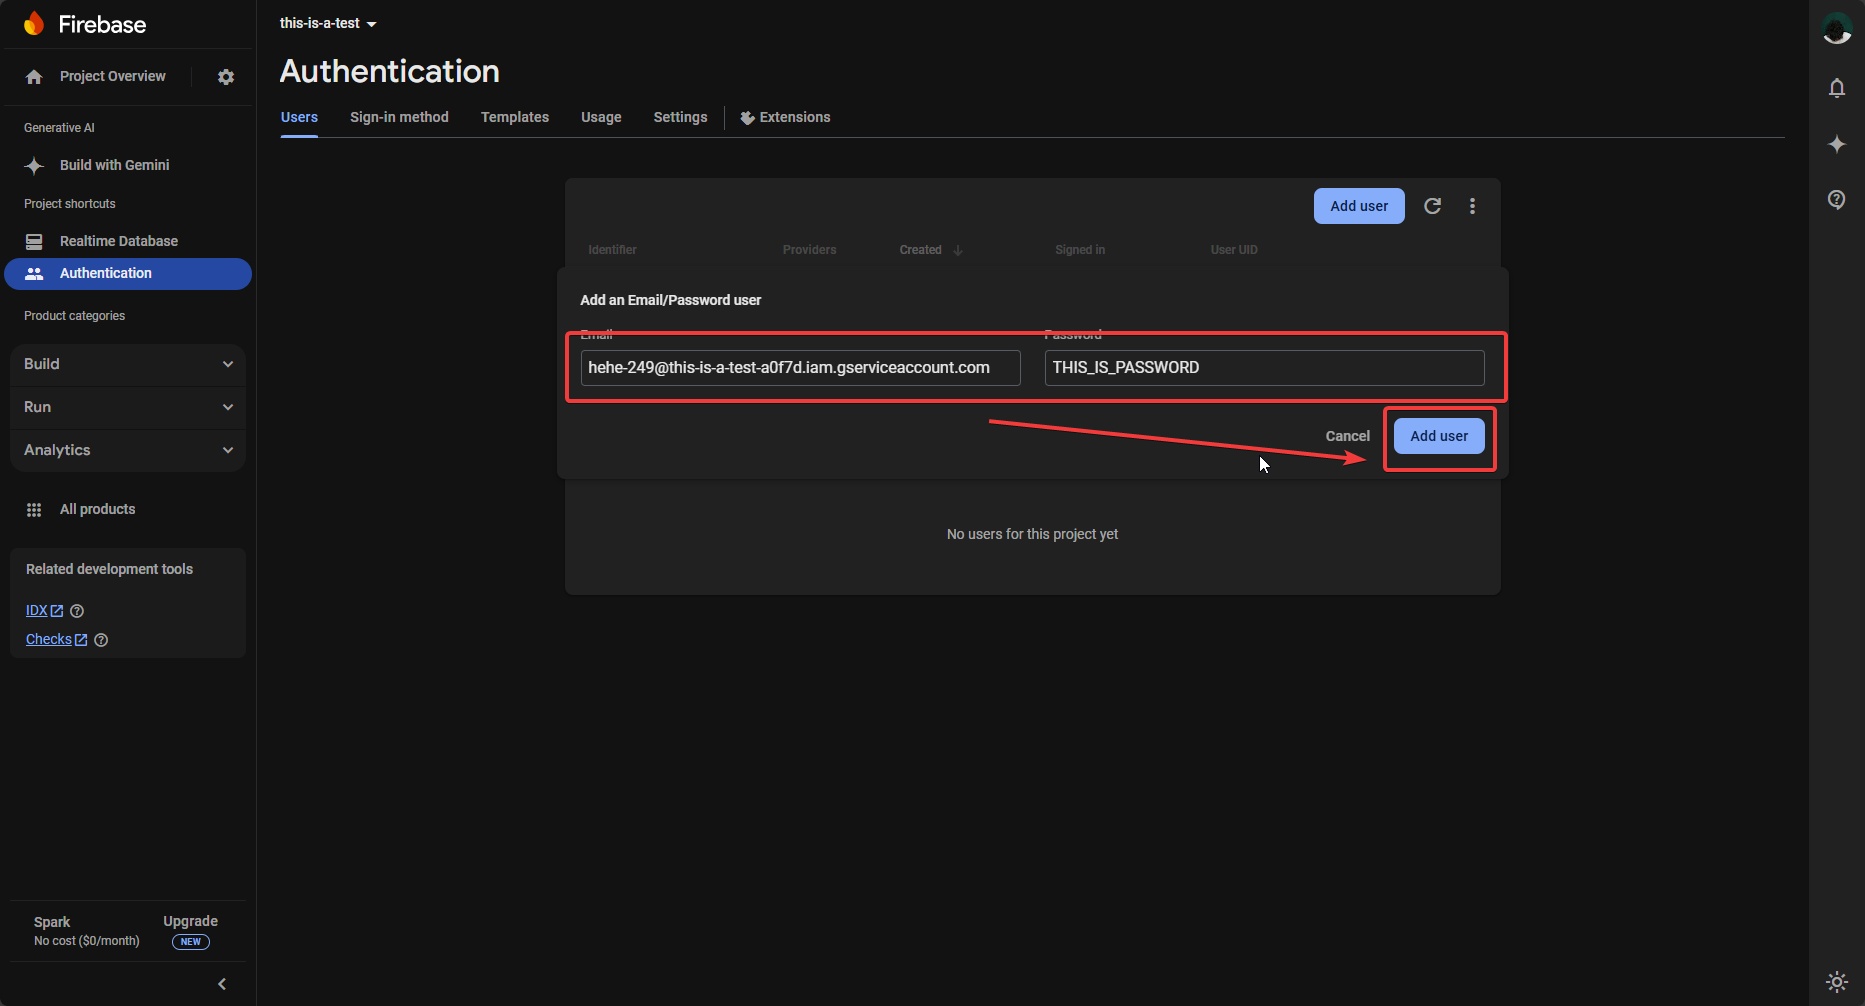 Firebase
Project Overview
Generative AI
Build with Gemini
Project shortcuts
Realtime Database
Authentication
Product categories
Build
Run
Analytics
All products
Related development tools
IDX
Checks
Spark
No cost ($0/month)
Upgrade
NEW
this-is-a-test
Authentication
Users
Sign-in method
Templates
Usage
Settings
Extensions
Add user
Identifier
Providers
Created
Signed in
User UID
Add an Email/Password user
Email
Password
hehe-249@this-is-a-test-a0f7d.iam.gserviceaccount.com
THIS_IS_PASSWORD
Cancel
Add user
No users for this project yet